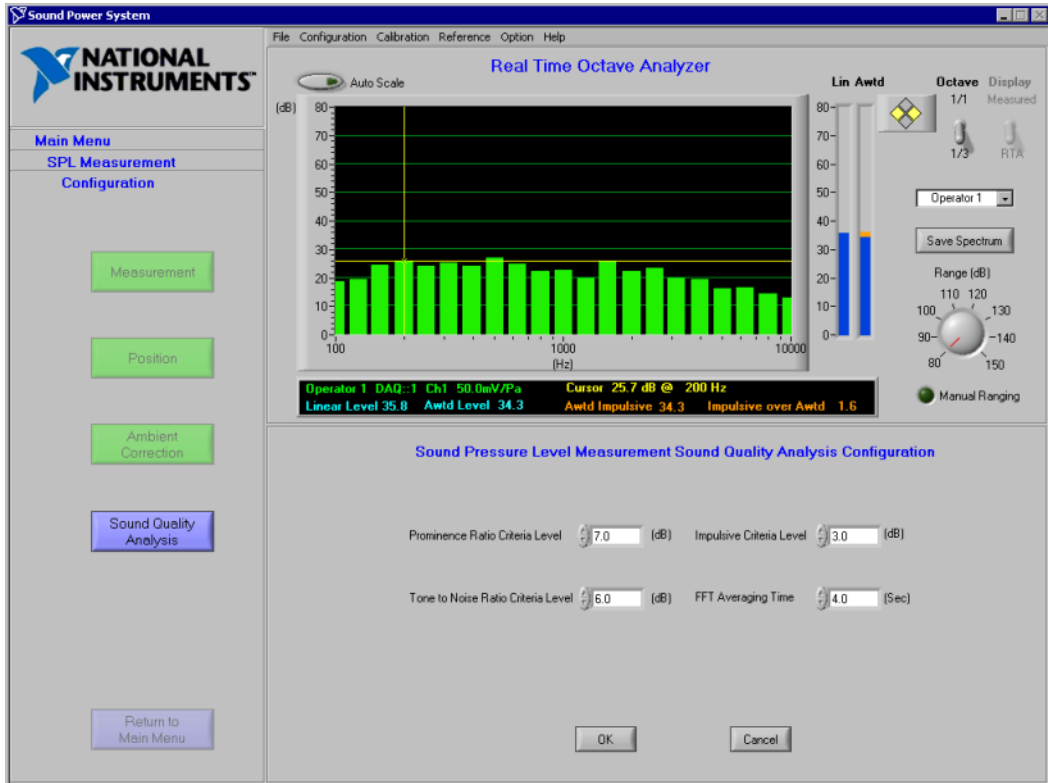 Sound Power System
NATIONAL
INSTRUMENTS™
Main Menu
SPL Measurement
Configuration
Measurement
Position
Ambient
Correction
Sound Quality
Analysis
Return to
Main Menu
File Configuration Calibration Reference Option Help
Real Time Octave Analyzer
Auto Scale
(dB)
80
70
60
50
40
30
20
10
0
100 1000 10000
(Hz)
Lin Awtd
80
70
60
50
40
30
20
10
0
Octave Display
1/1 Measured
1/3 RTA
Operator 1
Save Spectrum
Range (dB)
110 120
100 130
90 140
80 150
Manual Ranging
Operator 1 DAQ::1 Ch1 50.0mV/Pa Cursor 25.7 dB @ 200 Hz
Linear Level 35.8 Awtd Level 34.3 Awtd Impulsive 34.3 Impulsive over Awtd 1.6
Sound Pressure Level Measurement Sound Quality Analysis Configuration
Prominence Ratio Criteria Level 7.0 (dB) Impulsive Criteria Level 3.0 (dB)
Tone to Noise Ratio Criteria Level 6.0 (dB) FFT Averaging Time 4.0 (Sec)
OK Cancel